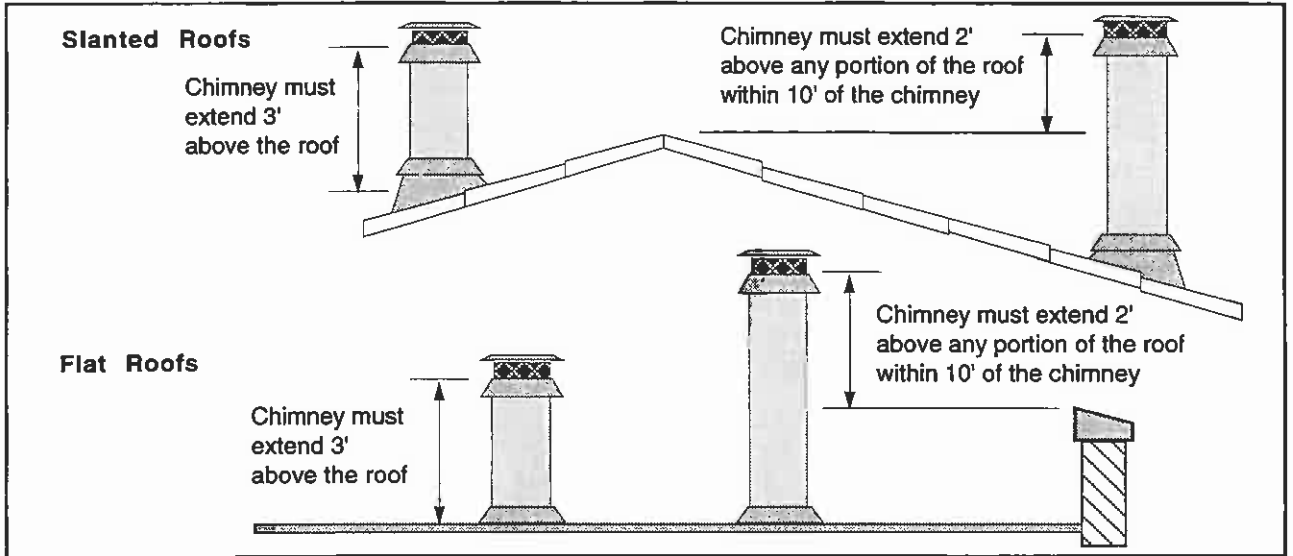 Slanted Roofs
Chimney must
extend 3'
above the roof
Chimney must extend 2'
above any portion of the roof
within 10' of the chimney
Flat Roofs
Chimney must
extend 3'
above the roof
Chimney must extend 2'
above any portion of the roof
within 10' of the chimney